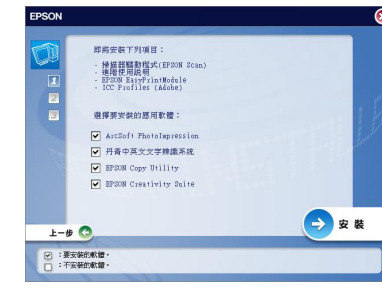 EPSON
即將安裝下列項目：
- 掃描器驅動程式(EPSON Scan)
- 進階使用說明
- EPSON EasyPrintModule
- ICC Profiles (Adobe)
1
2
3
選擇要安裝的應用軟體：
ArcSoft PhotoImpression
丹青中英文文字辨識系統
EPSON Copy Utility
EPSON Creativity Suite
上一步
安裝
：要安裝的軟體。
：不安裝的軟體。